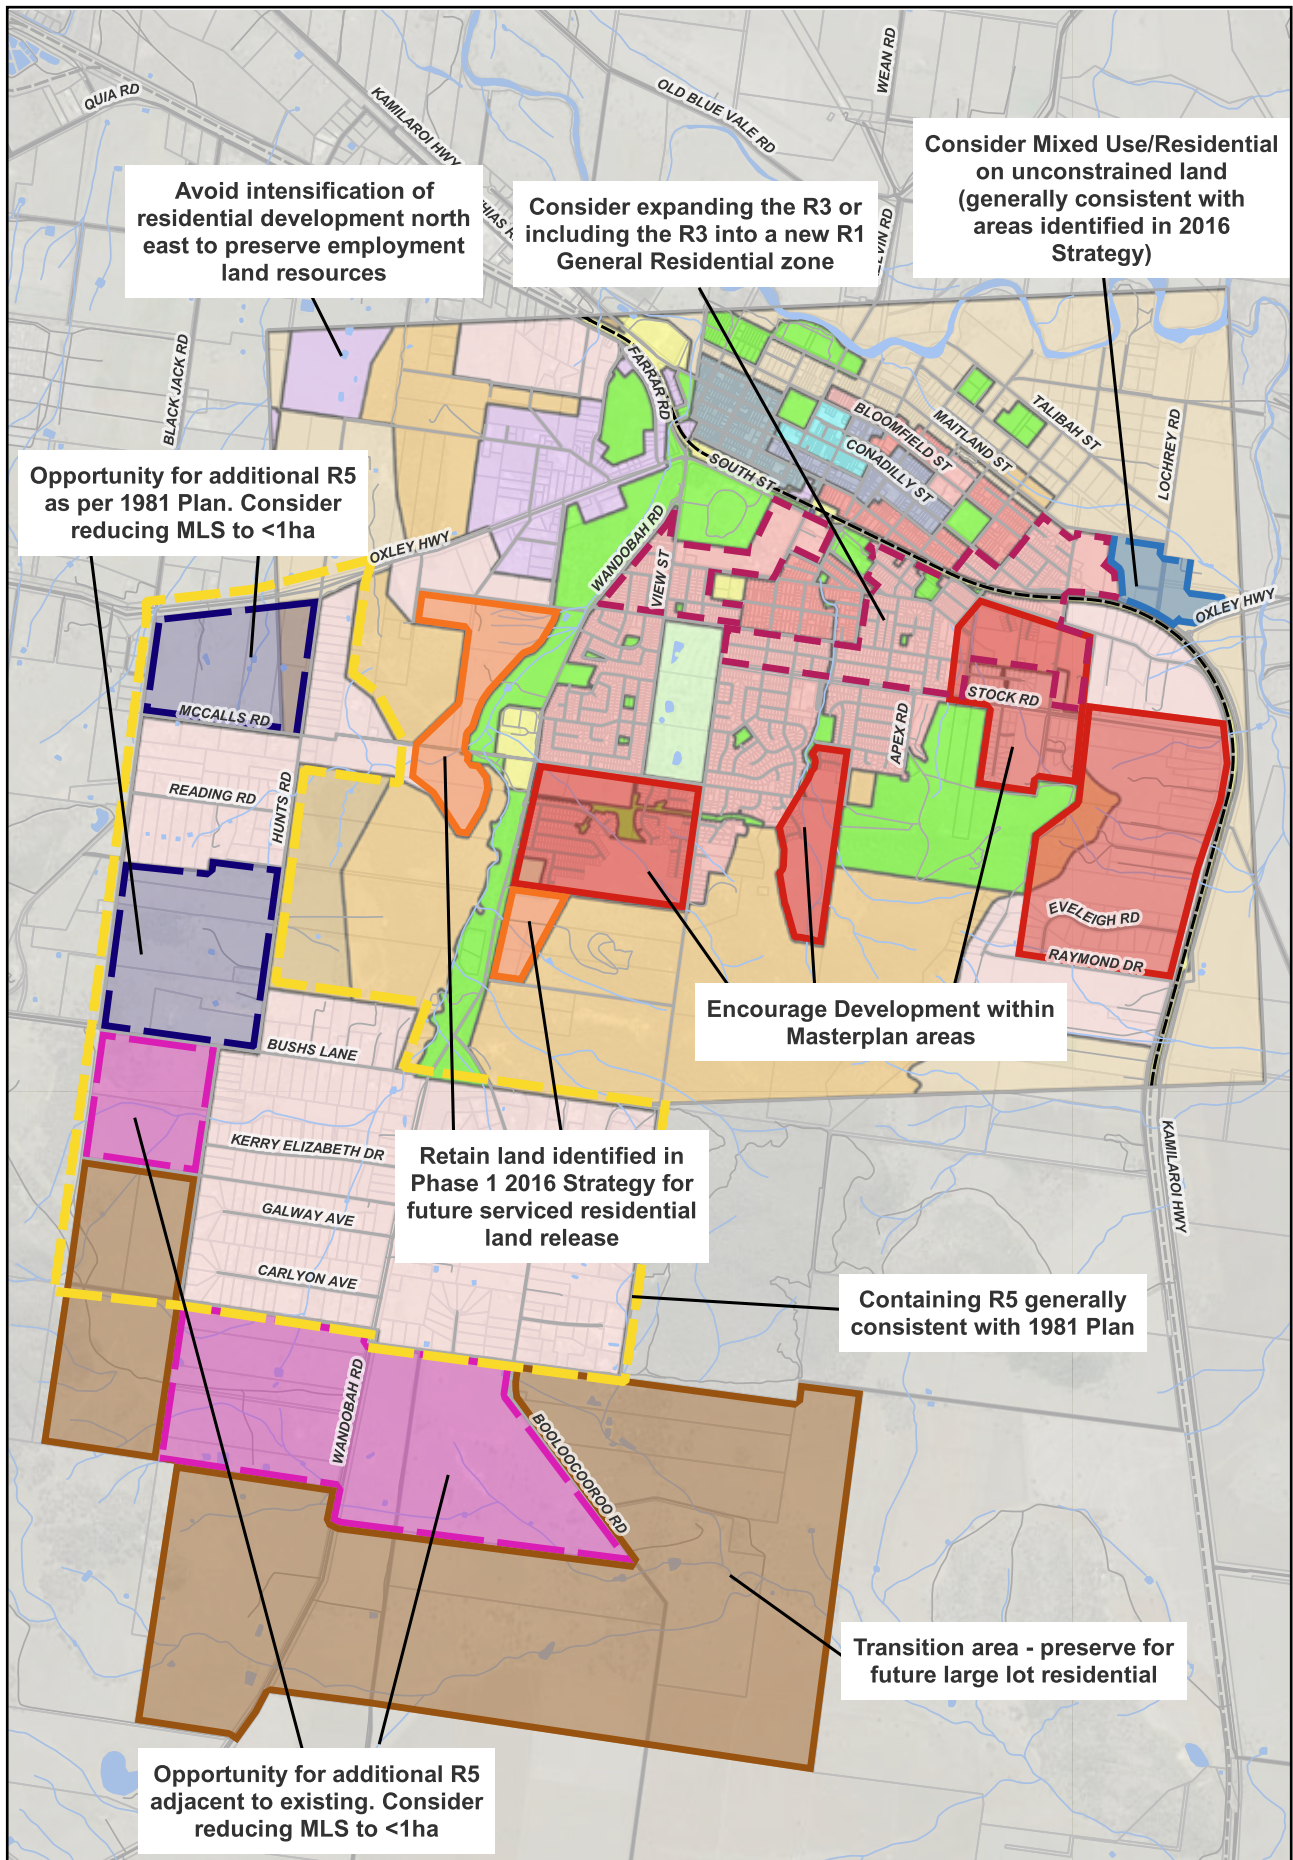 QUIA RD
KAMILAROI HWY
OLD BLUE VALE RD
WEAN RD
Consider Mixed Use/Residential
on unconstrained land
(generally consistent with
areas identified in 2016
Strategy)
Avoid intensification of
residential development north
east to preserve employment
land resources
Consider expanding the R3 or
including the R3 into a new R1
General Residential zone
BLACK JACK RD
FARRAR RD
BLOOMFIELD ST
MAITLAND ST
TALIBAH ST
LOCHREY RD
CONADILLY ST
SOUTH ST
Opportunity for additional R5
as per 1981 Plan. Consider
reducing MLS to <1ha
OXLEY HWY
WANDOBAH RD
VIEW ST
OXLEY HWY
MCCALLS RD
STOCK RD
APEX RD
READING RD
HUNTS RD
EVELEIGH RD
RAYMOND DR
Encourage Development within
Masterplan areas
BUSHS LANE
KERRY ELIZABETH DR
Retain land identified in
Phase 1 2016 Strategy for
future serviced residential
land release
KAMILAROI HWY
GALWAY AVE
CARLYON AVE
Containing R5 generally
consistent with 1981 Plan
WANDOBAH RD
BOOLOOCOOROO RD
Transition area - preserve for
future large lot residential
Opportunity for additional R5
adjacent to existing. Consider
reducing MLS to <1ha